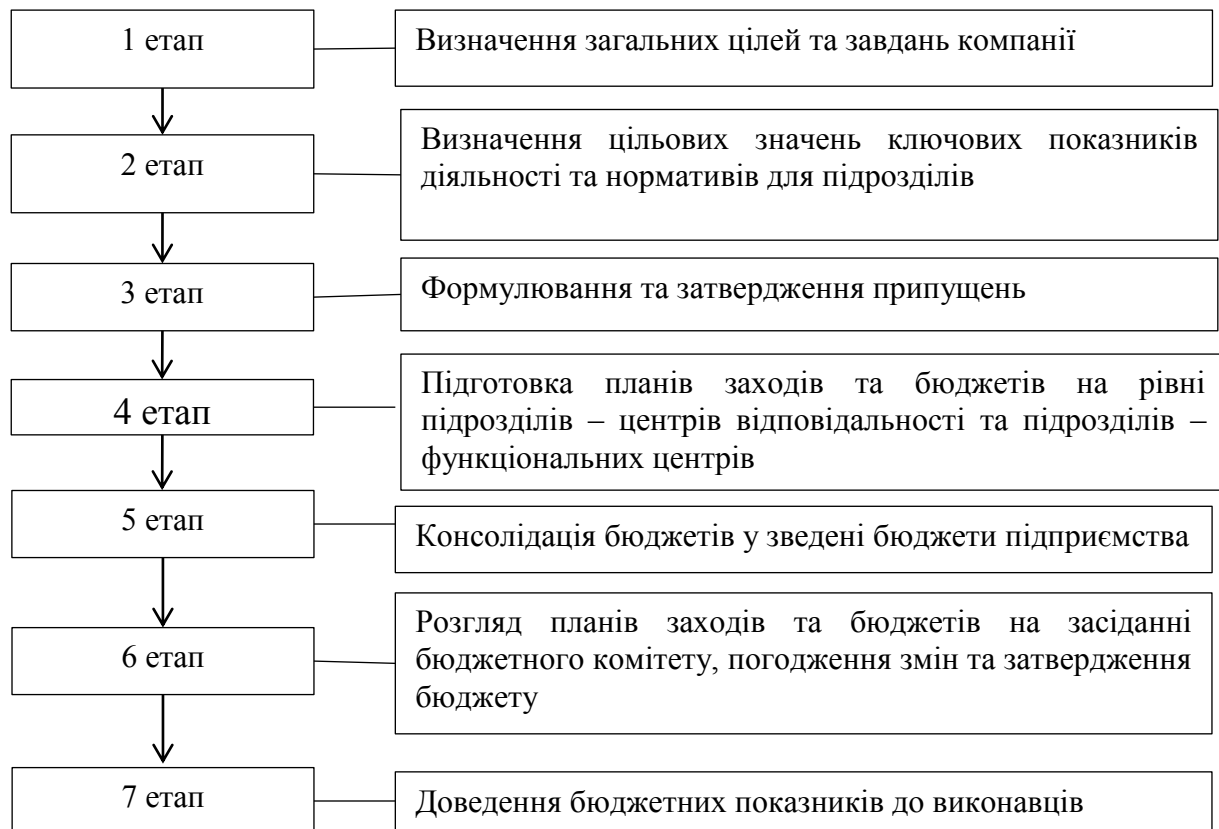 1 етап
Визначення загальних цілей та завдань компанії
2 етап
Визначення цільових значень ключових показників
діяльності та нормативів для підрозділів
3 етап
Формулювання та затвердження припущень
4 етап
Підготовка планів заходів та бюджетів на рівні
підрозділів – центрів відповідальності та підрозділів –
функціональних центрів
5 етап
Консолідація бюджетів у зведені бюджети підприємства
6 етап
Розгляд планів заходів та бюджетів на засіданні
бюджетного комітету, погодження змін та затвердження
бюджету
7 етап
Доведення бюджетних показників до виконавців